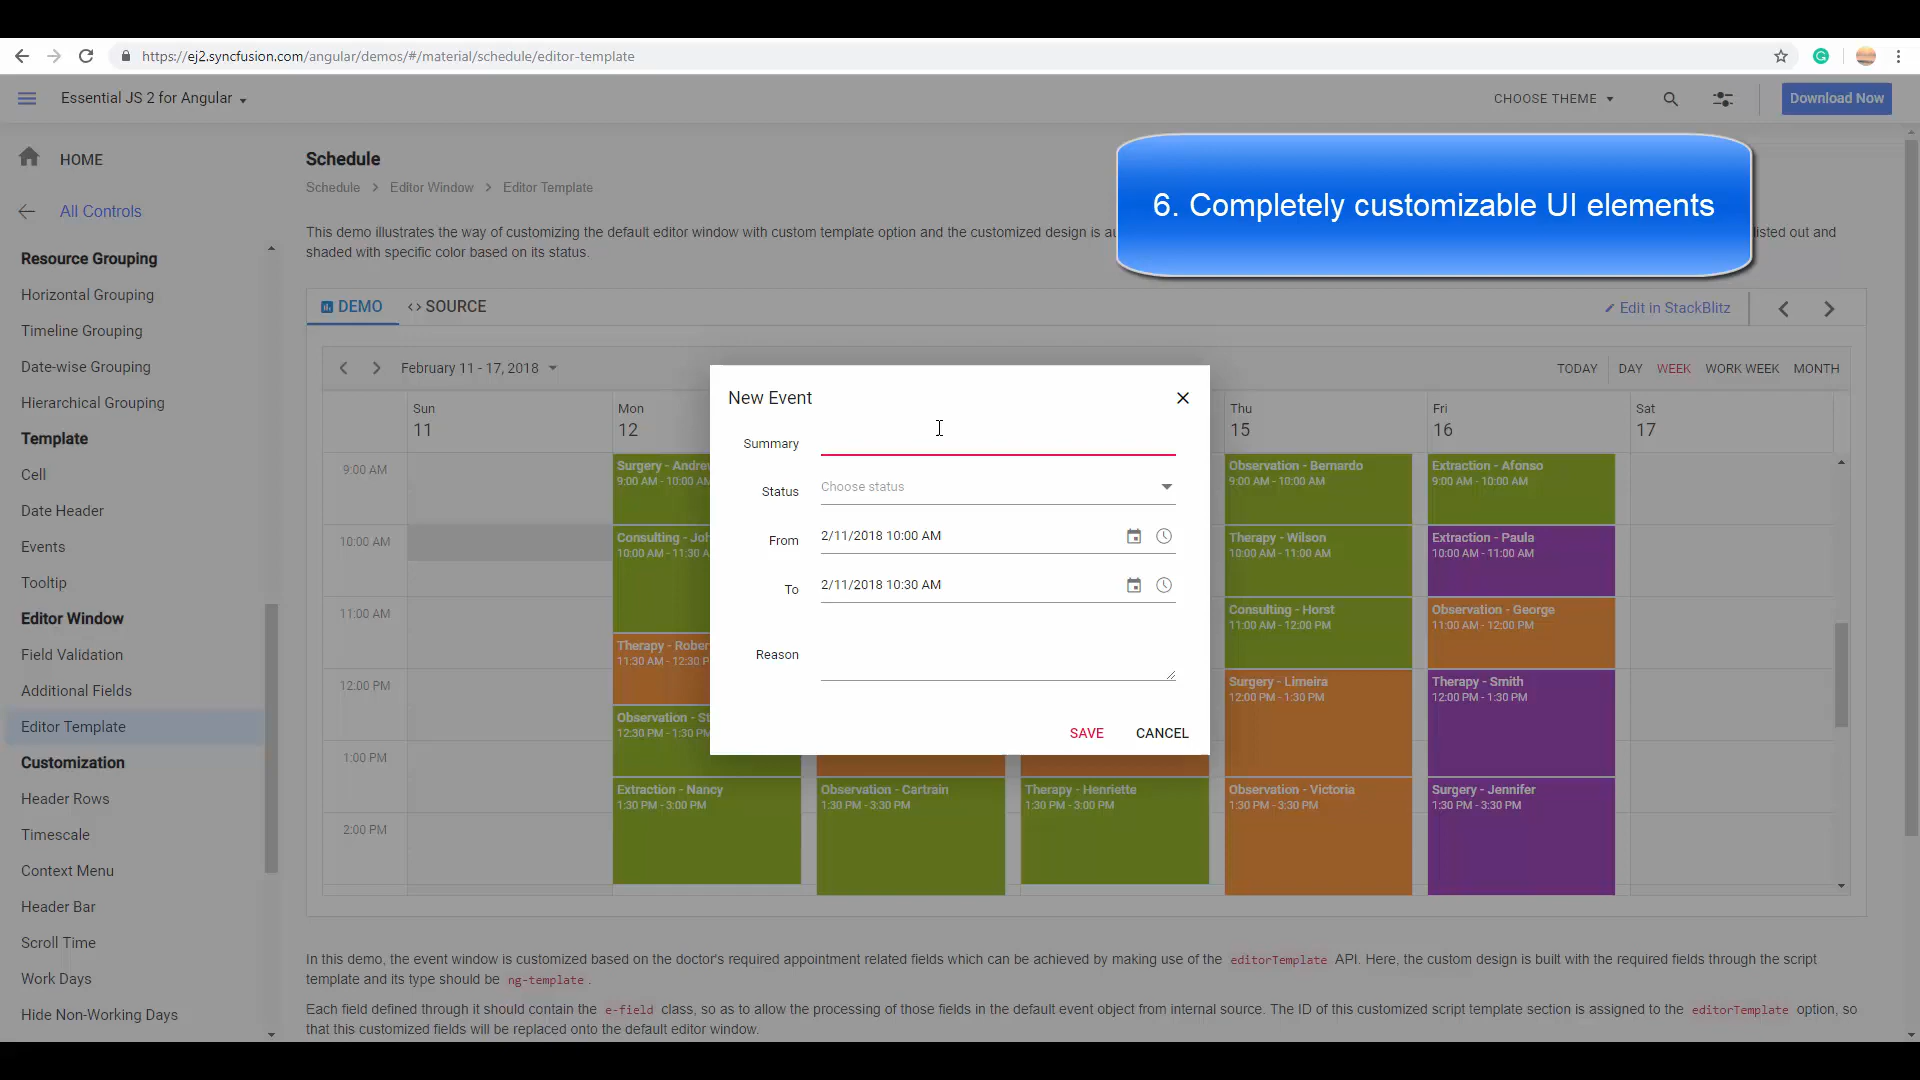 https://ej2.syncfusion.com/angular/demos/#/material/schedule/editor-template
Essential JS 2 for Angular
CHOOSE THEME
Download Now
HOME
All Controls
Resource Grouping
Horizontal Grouping
Timeline Grouping
Date-wise Grouping
Hierarchical Grouping
Template
Cell
Date Header
Events
Tooltip
Editor Window
Field Validation
Additional Fields
Editor Template
Customization
Header Rows
Timescale
Context Menu
Header Bar
Scroll Time
Work Days
Hide Non-Working Days
Schedule
Schedule > Editor Window > Editor Template
6. Completely customizable UI elements
This demo illustrates the way of customizing the default editor window with custom template option and the customized design is au listed out and
shaded with specific color based on its status.
DEMO <> SOURCE
Edit in StackBlitz
February 11 - 17, 2018
TODAY DAY WEEK WORK WEEK MONTH
Sun
11
Mon
12
Thu
15
Fri
16
Sat
17
9:00 AM
10:00 AM
11:00 AM
12:00 PM
1:00 PM
2:00 PM
Surgery - Andrew
9:00 AM - 10:00 AM
Consulting - Joh
10:00 AM - 11:30 A
Therapy - Rober
11:30 AM - 12:30 P
Observation - St
12:30 PM - 1:30 PM
Extraction - Nancy
1:30 PM - 3:00 PM
Observation - Cartrain
1:30 PM - 3:30 PM
Therapy - Henriette
1:30 PM - 3:00 PM
Observation - Bernardo
9:00 AM - 10:00 AM
Therapy - Wilson
10:00 AM - 11:00 AM
Consulting - Horst
11:00 AM - 12:00 PM
Surgery - Limeira
12:00 PM - 1:30 PM
Observation - Victoria
1:30 PM - 3:30 PM
Extraction - Afonso
9:00 AM - 10:00 AM
Extraction - Paula
10:00 AM - 11:00 AM
Observation - George
11:00 AM - 12:00 PM
Therapy - Smith
12:00 PM - 1:30 PM
Surgery - Jennifer
1:30 PM - 3:30 PM
New Event
Summary
Status Choose status
From 2/11/2018 10:00 AM
To 2/11/2018 10:30 AM
Reason
SAVE CANCEL
In this demo, the event window is customized based on the doctor's required appointment related fields which can be achieved by making use of the editorTemplate API. Here, the custom design is built with the required fields through the script
template and its type should be ng-template.
Each field defined through it should contain the e-field class, so as to allow the processing of those fields in the default event object from internal source. The ID of this customized script template section is assigned to the editorTemplate option, so
that this customized fields will be replaced onto the default editor window.